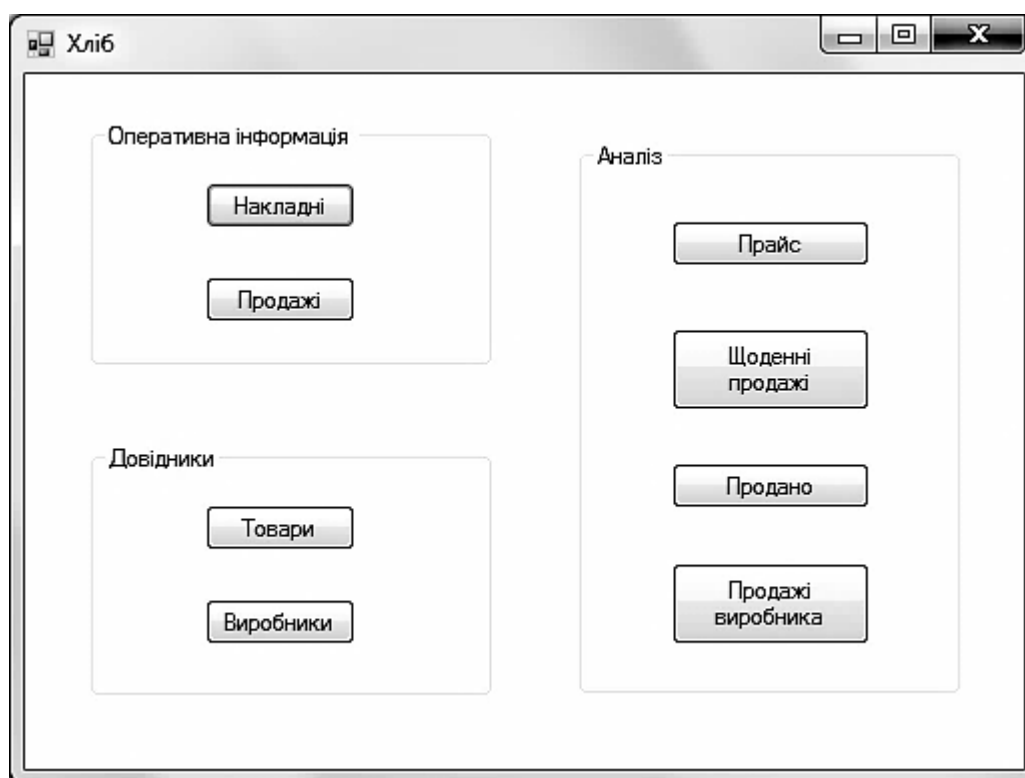 Хліб
Оперативна інформація
Накладні
Продажі
Довідники
Товари
Виробники
Аналіз
Прайс
Щоденні
продажі
Продано
Продажі
виробника